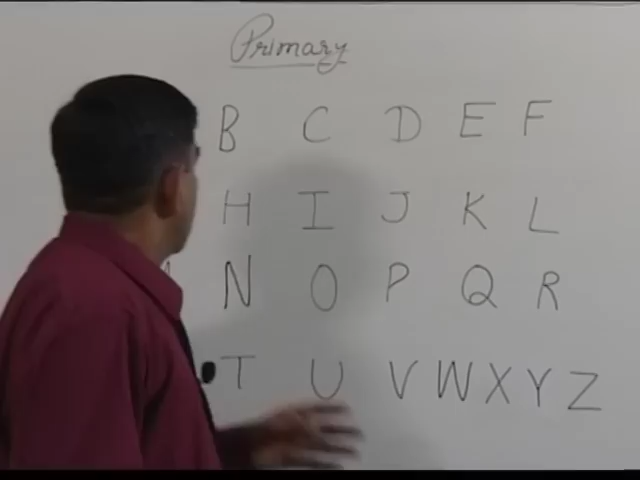 Primary
B C D E F
H I J K L
N O P Q R
T U V W X Y Z